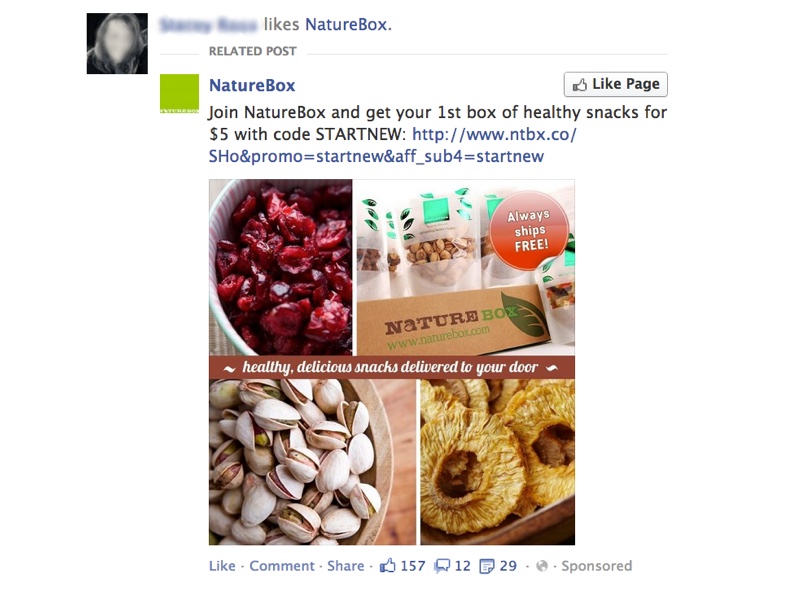 likes NatureBox.
RELATED POST
NatureBox
Like Page
NATUREBOX
Join NatureBox and get your 1st box of healthy snacks for
$5 with code STARTNEW: http://www.ntbx.co/
SHo&promo=startnew&aff_sub4=startnew
Always
ships
FREE!
NATURE BOX
www.naturebox.com
healthy, delicious snacks delivered to your door
Like · Comment · Share · 157 12 29 · Sponsored